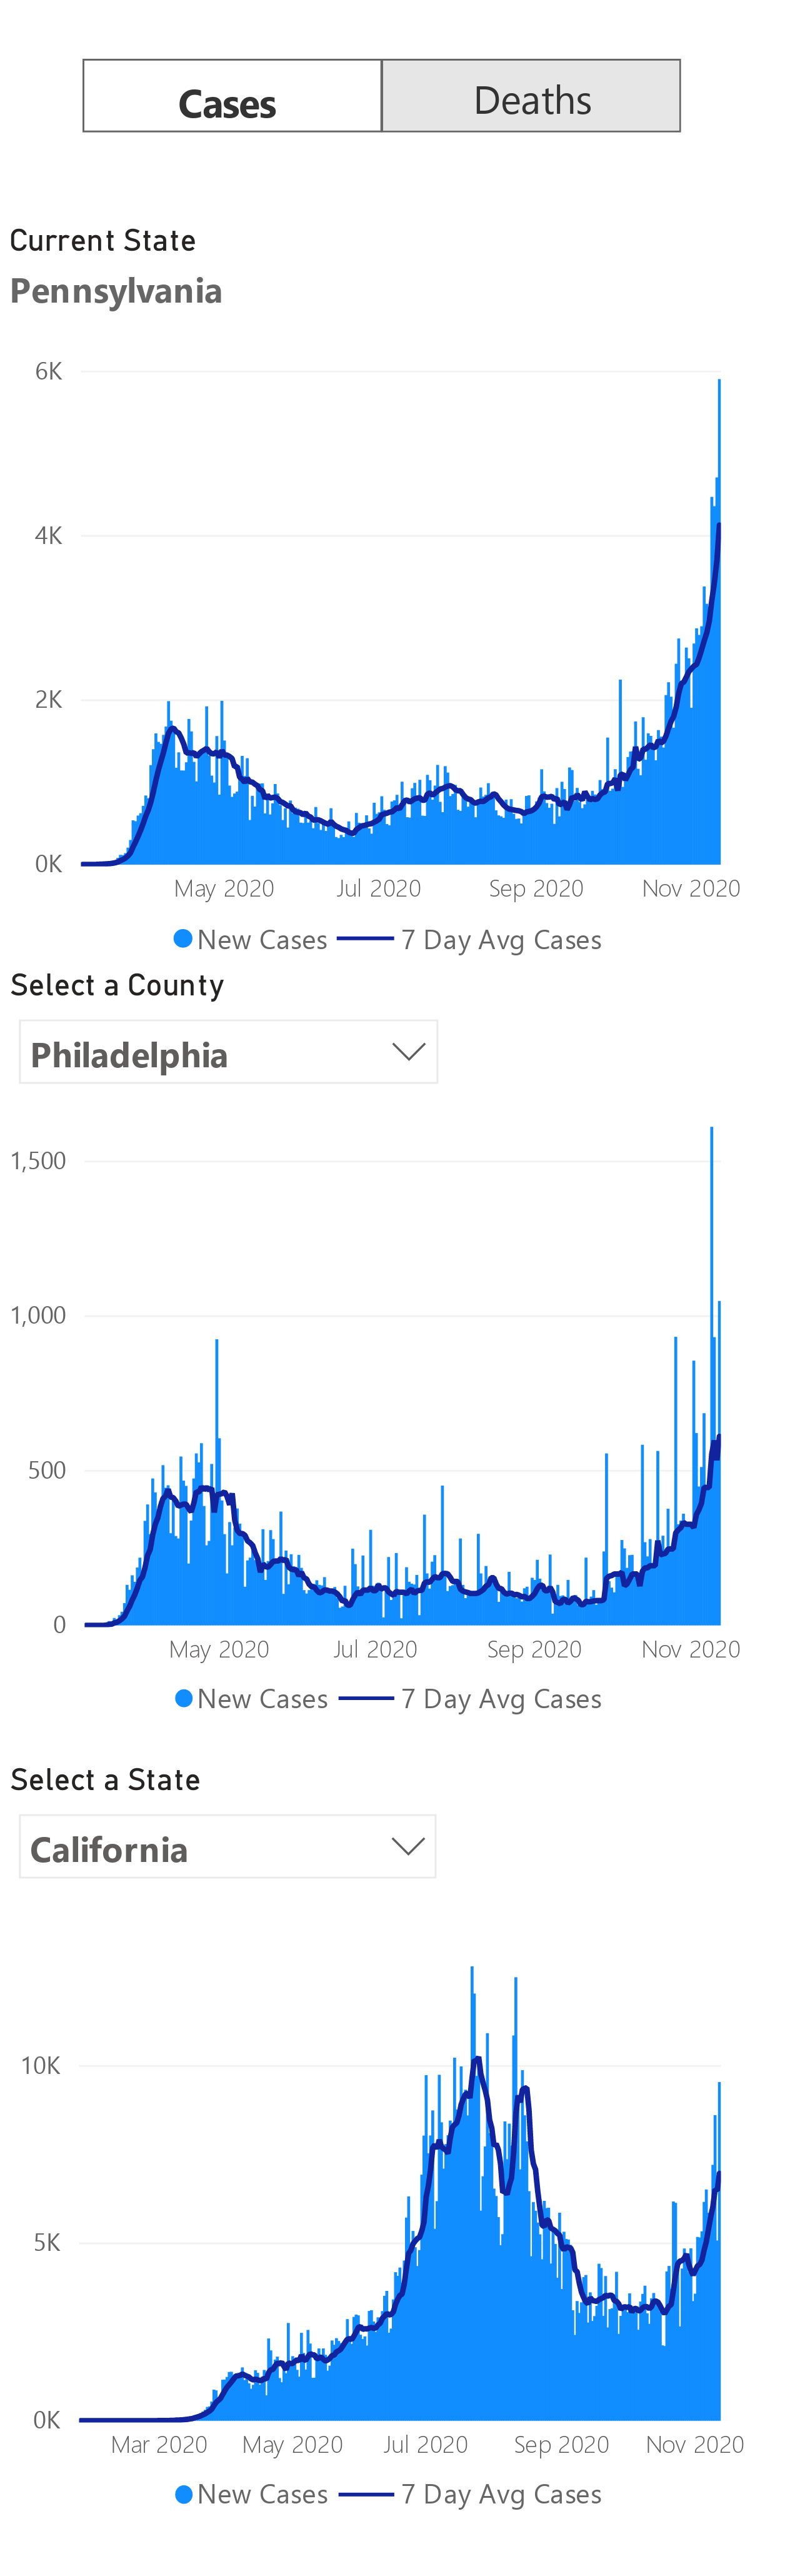 Cases Deaths
Current State
Pennsylvania
6K
4K
2K
0K
May 2020 Jul 2020 Sep 2020 Nov 2020
New Cases 7 Day Avg Cases
Select a County
Philadelphia
1,500
1,000
500
0
May 2020 Jul 2020 Sep 2020 Nov 2020
New Cases 7 Day Avg Cases
Select a State
California
10K
5K
0K
Mar 2020 May 2020 Jul 2020 Sep 2020 Nov 2020
New Cases 7 Day Avg Cases